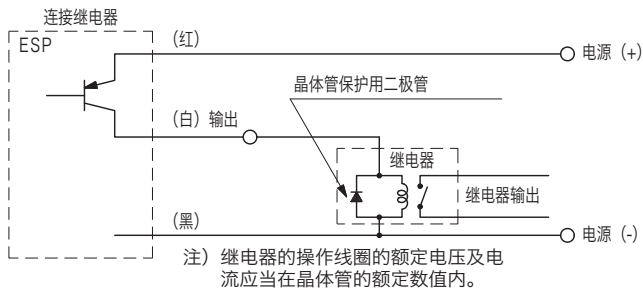 连接继电器
ESP
（红）
电源（+）
晶体管保护用二极管
（白）输出
继电器
继电器输出
（黑）
电源（-）
注）继电器的操作线圈的额定电压及电
流应当在晶体管的额定数值内。